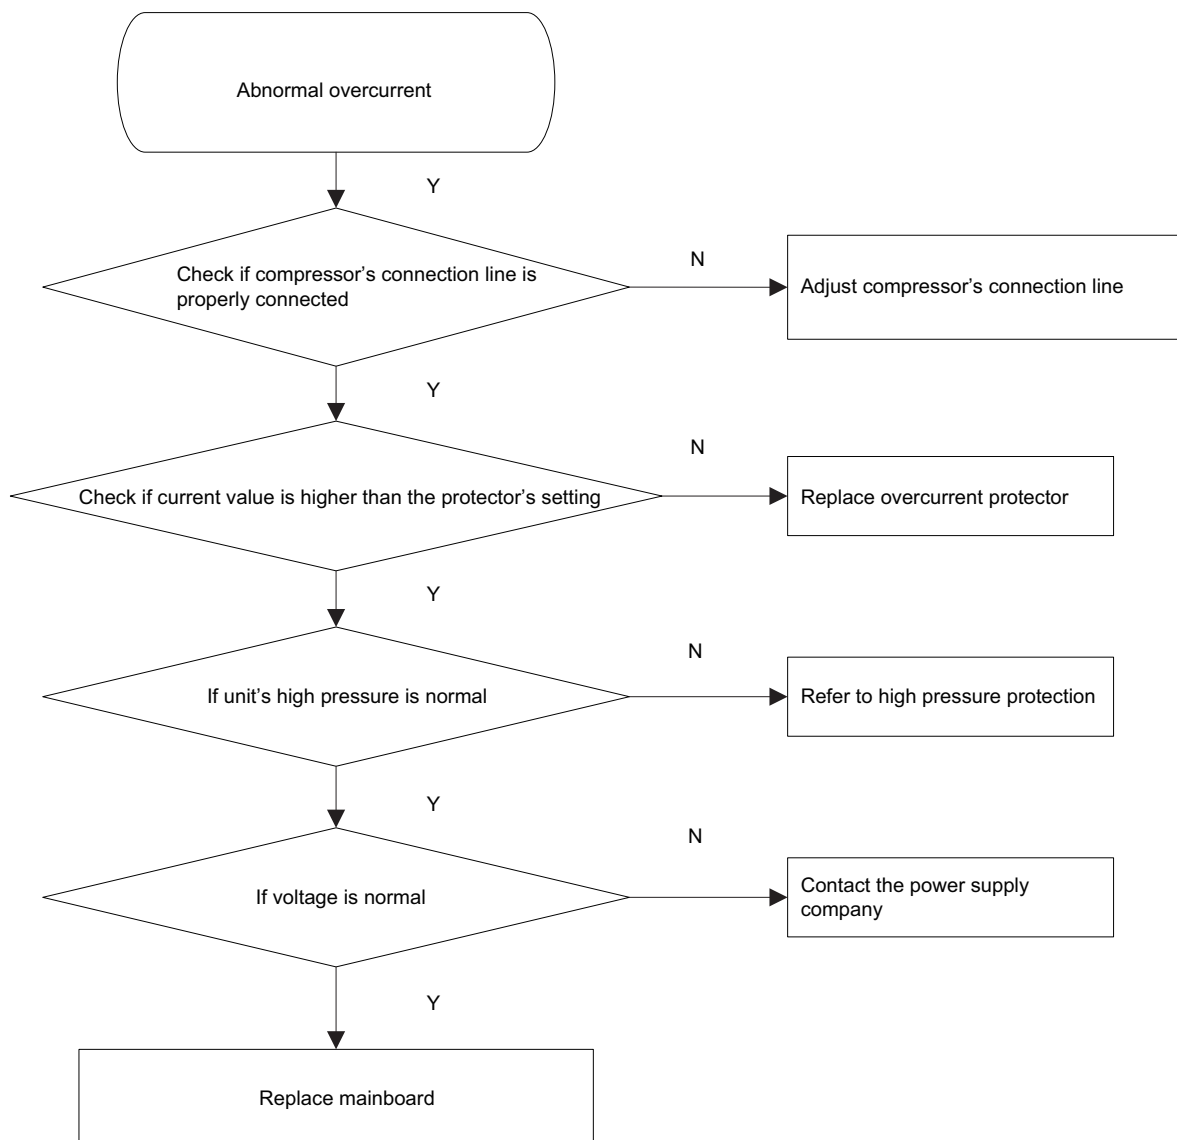 Abnormal overcurrent
Y
Check if compressor’s connection line is
properly connected
N
Adjust compressor’s connection line
Y
Check if current value is higher than the protector’s setting
N
Replace overcurrent protector
Y
If unit’s high pressure is normal
N
Refer to high pressure protection
Y
If voltage is normal
N
Contact the power supply
company
Y
Replace mainboard